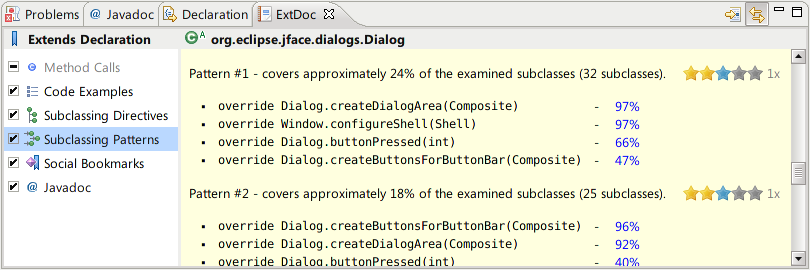 Problems @ Javadoc Declaration ExtDoc
Extends Declaration
org.eclipse.jface.dialogs.Dialog
Method Calls
Code Examples
Subclassing Directives
Subclassing Patterns
Social Bookmarks
@ Javadoc
Pattern #1 - covers approximately 24% of the examined subclasses (32 subclasses). 1x
• override Dialog.createDialogArea(Composite) - 97%
• override Window.configureShell(Shell) - 97%
• override Dialog.buttonPressed(int) - 66%
• override Dialog.createButtonsForButtonBar(Composite) - 47%
Pattern #2 - covers approximately 18% of the examined subclasses (25 subclasses). 1x
• override Dialog.createButtonsForButtonBar(Composite) - 96%
• override Dialog.createDialogArea(Composite) - 92%
• override Dialog.buttonPressed(int) - 40%